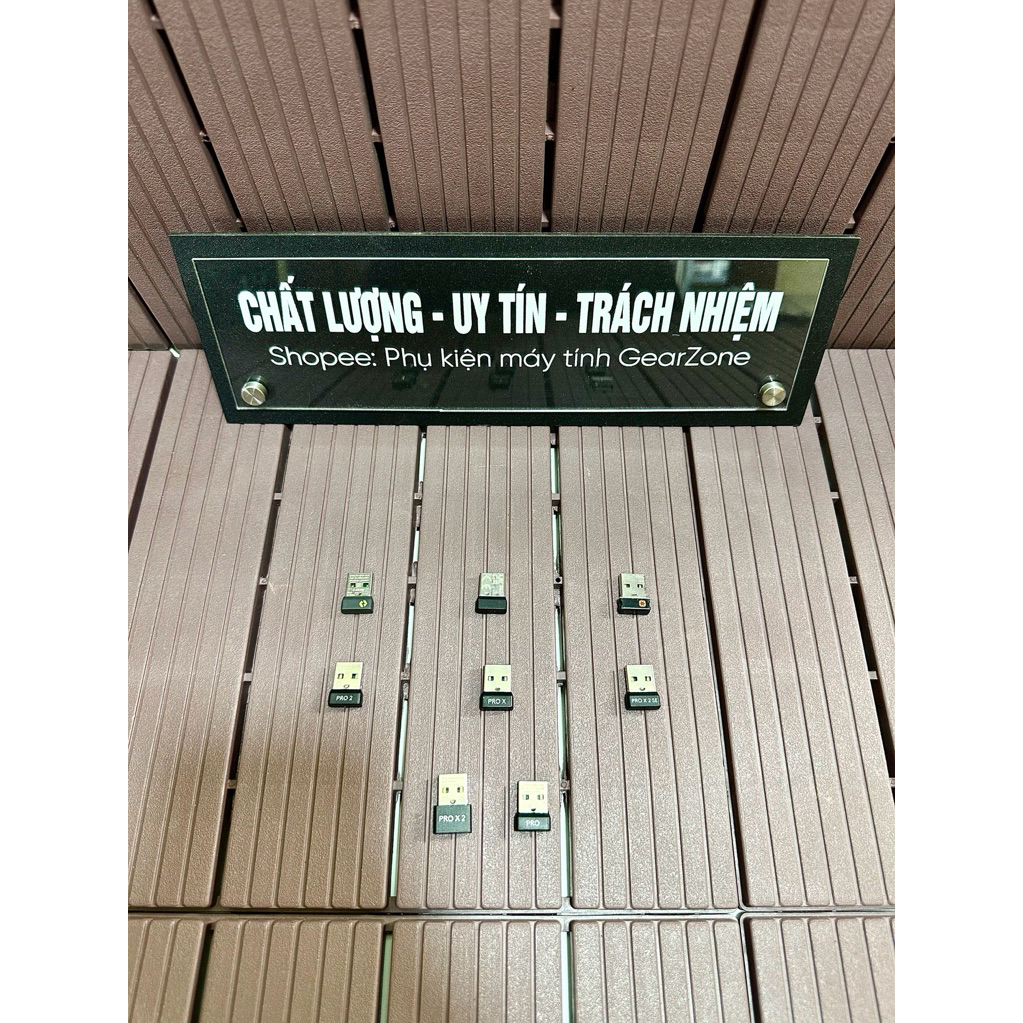 CHẤT LƯỢNG - UY TÍN - TRÁCH NHIỆM
Shopee: Phụ kiện máy tính GearZone
PRO 2
PRO X
PRO X 2 SE
PRO X 2
PRO